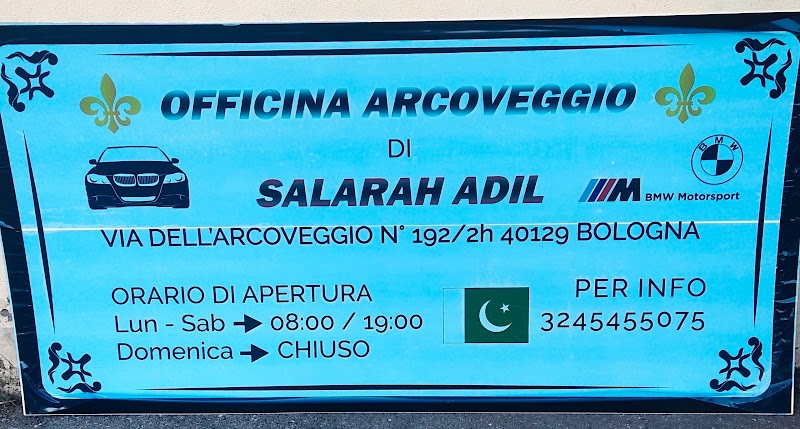 OFFICINA ARCOVEGGIO
DI
SALARAH ADIL
M BMW Motorsport
BMW
VIA DELL'ARCOVEGGIO N° 192/2h 40129 BOLOGNA
ORARIO DI APERTURA
Lun - Sab → 08:00 / 19:00
Domenica → CHIUSO
PER INFO
3245455075